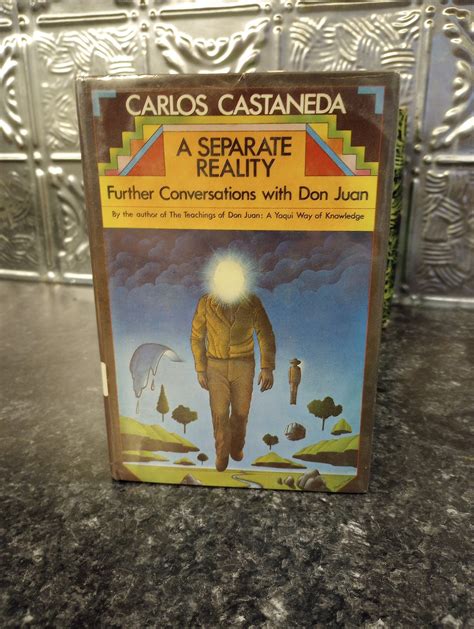 CARLOS CASTANEDA
A SEPARATE
REALITY
Further Conversations with Don Juan
By the author of The Teachings of Don Juan: A Yaqui Way of Knowledge